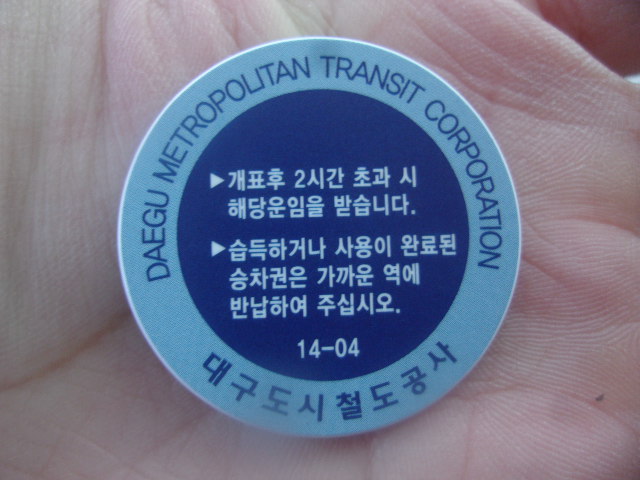 DAEGU METROPOLITAN TRANSIT CORPORATION
▶개표후 2시간 초과 시
해당운임을 받습니다.
▶습득하거나 사용이 완료된
승차권은 가까운 역에
반납하여 주십시오.
14-04
대구도시철도공사